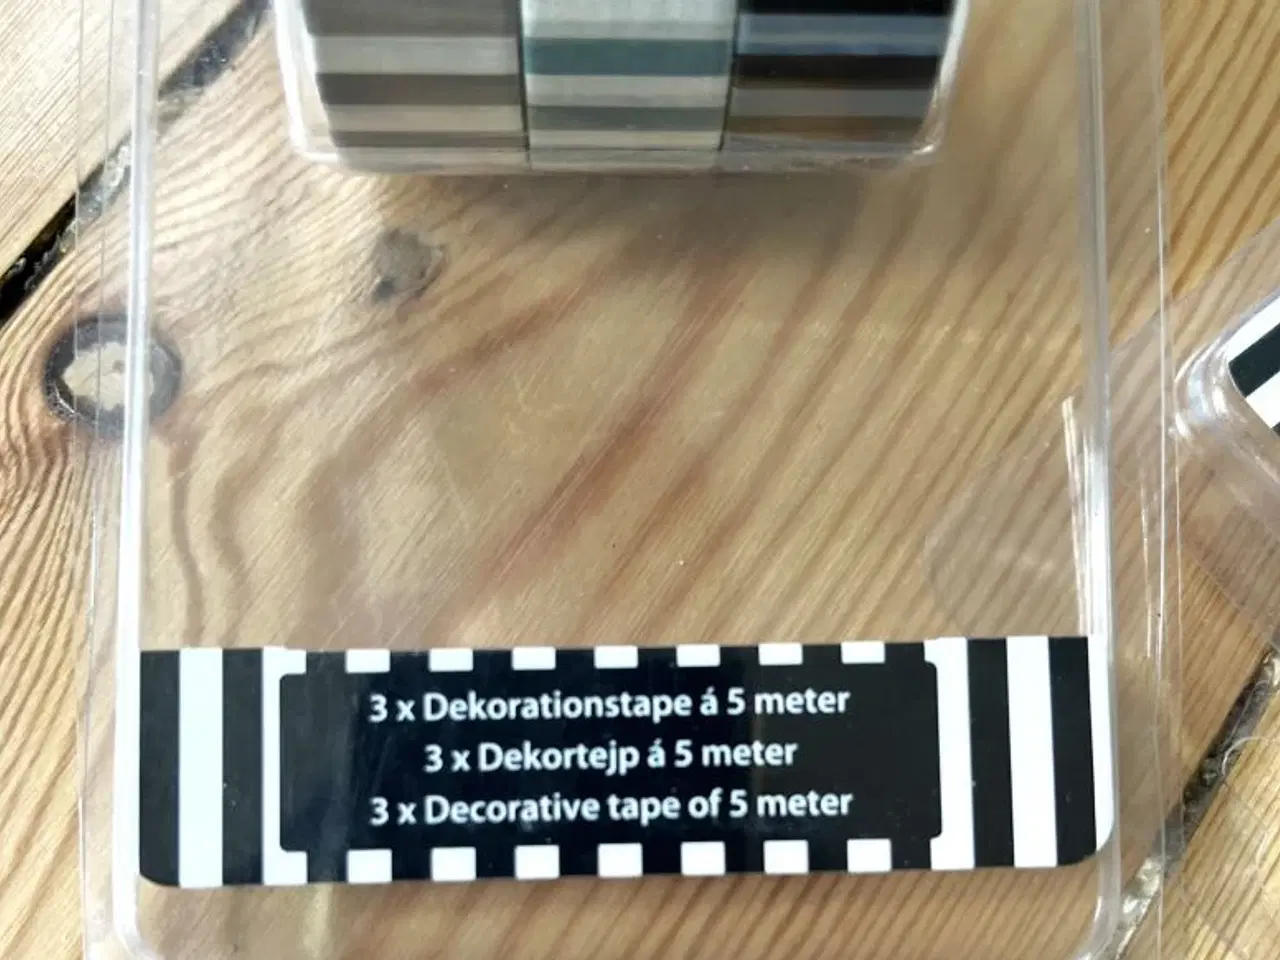 3 x Dekorationstape á 5 meter
3 x Dekortejp á 5 meter
3 x Decorative tape of 5 meter